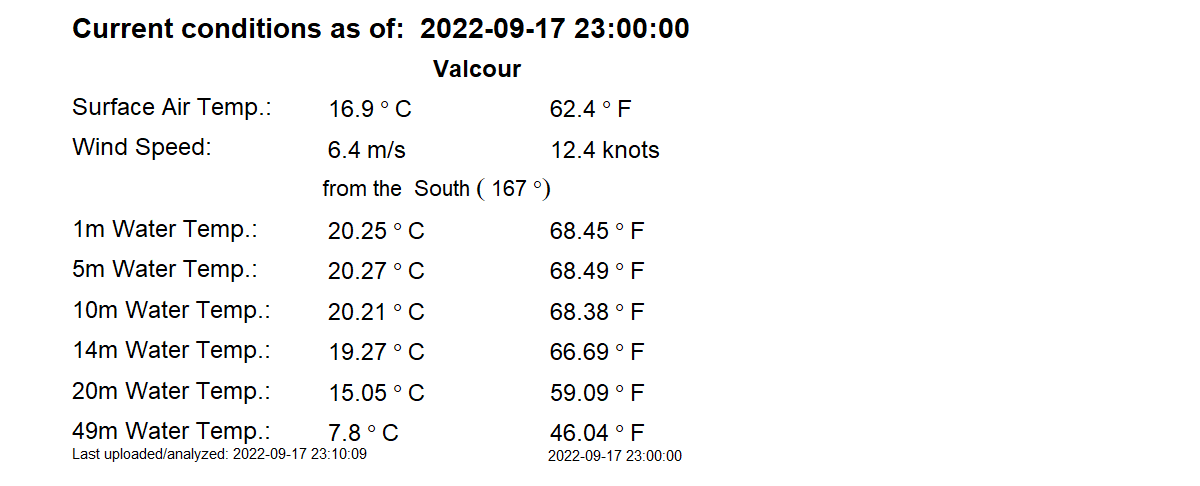 Current conditions as of: 2022-09-17 23:00:00
Valcour
Surface Air Temp.: 16.9 ° C 62.4 ° F
Wind Speed: 6.4 m/s 12.4 knots
from the South ( 167 °)
1m Water Temp.: 20.25 ° C 68.45 ° F
5m Water Temp.: 20.27 ° C 68.49 ° F
10m Water Temp.: 20.21 ° C 68.38 ° F
14m Water Temp.: 19.27 ° C 66.69 ° F
20m Water Temp.: 15.05 ° C 59.09 ° F
49m Water Temp.: 7.8 ° C 46.04 ° F
Last uploaded/analyzed: 2022-09-17 23:10:09 2022-09-17 23:00:00